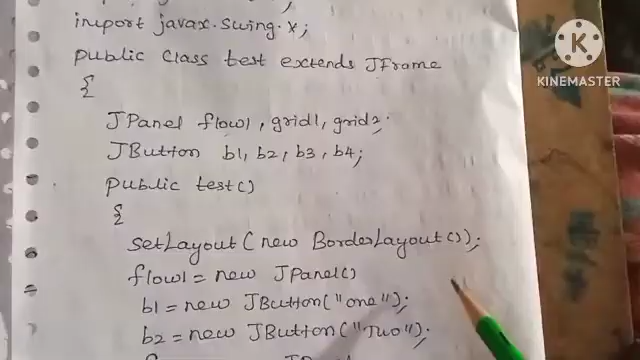 import javax.swing.*;
public class test extends JFrame
{
JPanel flow1, grid1, grid2;
JButton b1, b2, b3, b4;
public test()
{
setLayout(new BorderLayout());
flow1 = new JPanel()
b1 = new JButton("one");
b2 = new JButton("Two");
KINEMASTER